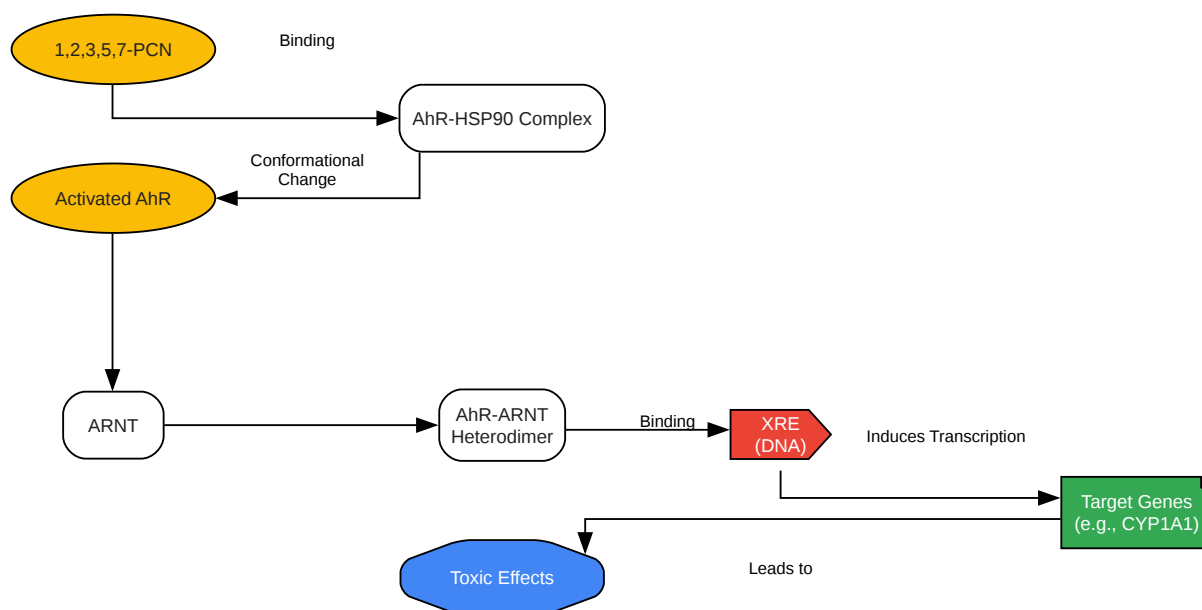 1,2,3,5,7-PCN
Binding
AhR-HSP90 Complex
Conformational
Change
Activated AhR
ARNT
AhR-ARNT
Heterodimer
Binding
XRE
(DNA)
Induces Transcription
Target Genes
(e.g., CYP1A1)
Toxic Effects
Leads to